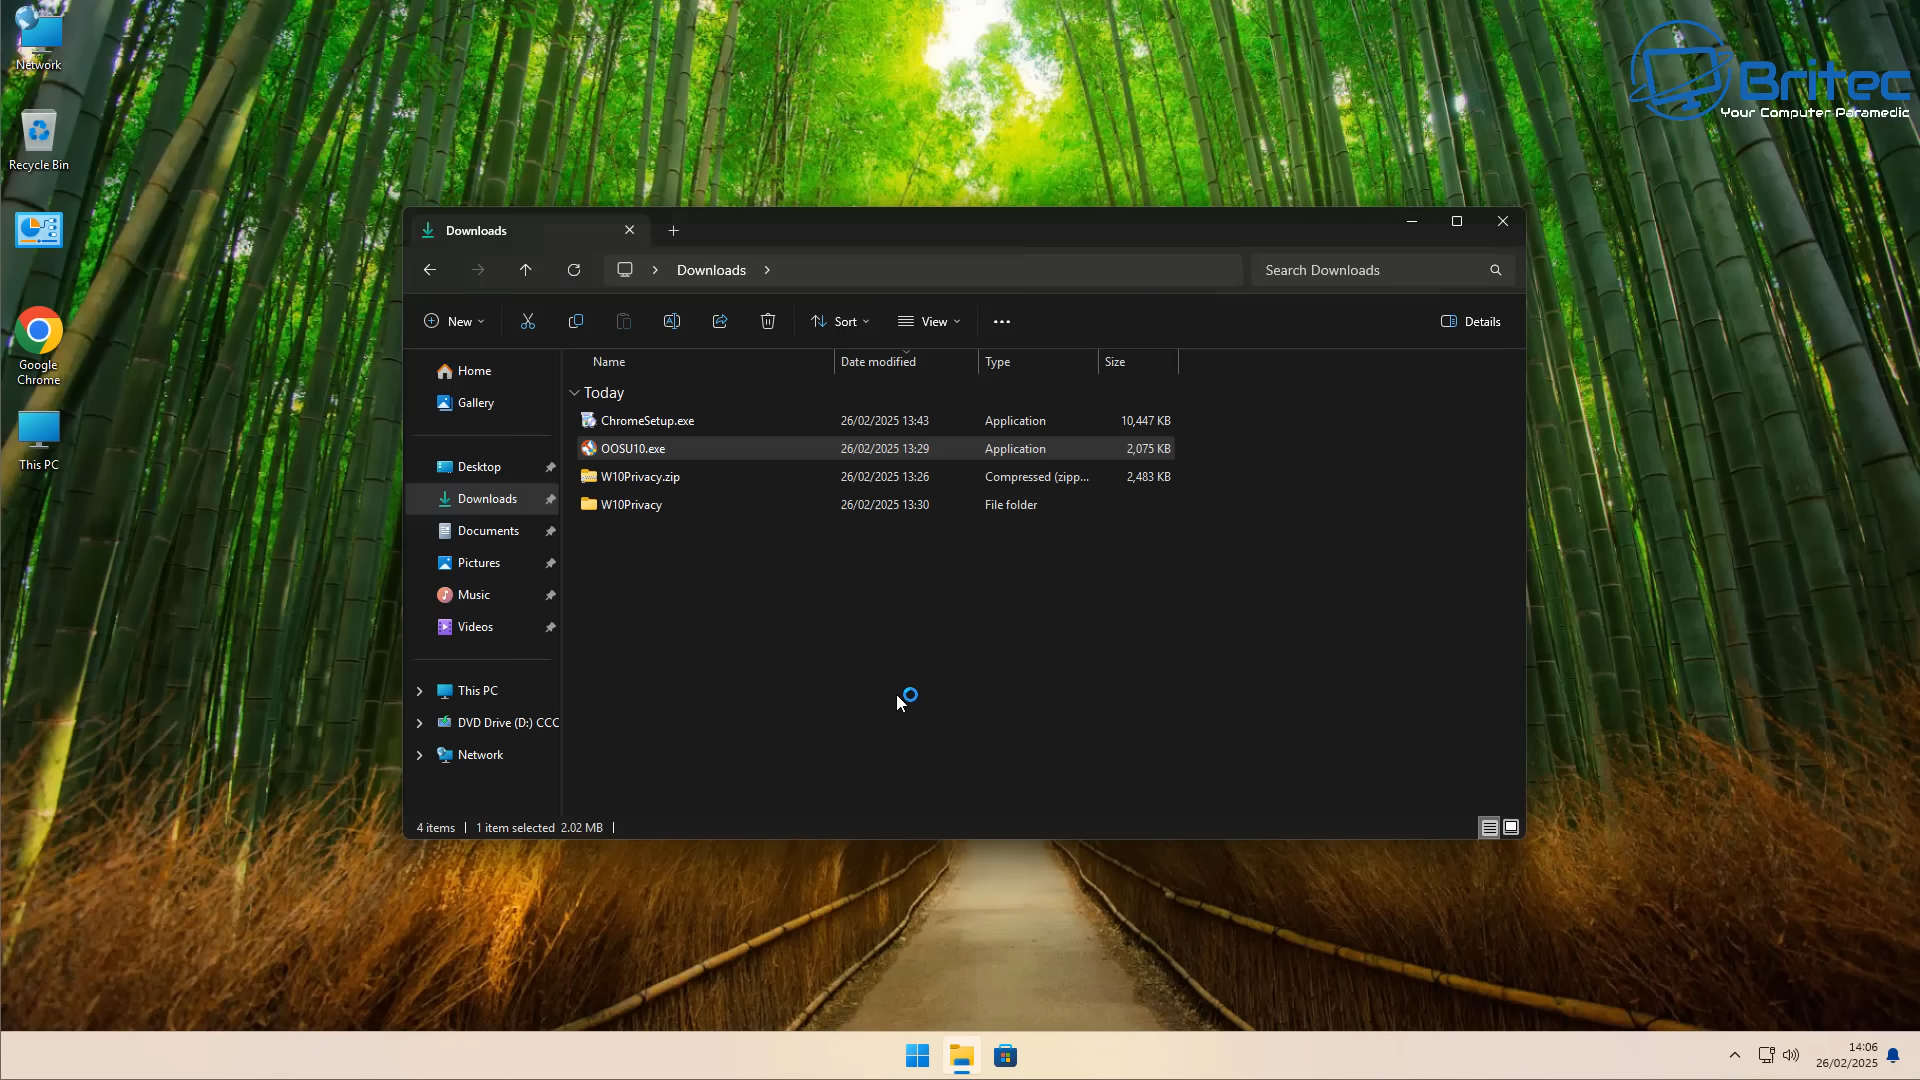 Network
Recycle Bin
Google
Chrome
This PC
Britec
Your Computer Paramedic
Downloads
Downloads
Search Downloads
New
Sort
View
Details
Home
Gallery
Desktop
Downloads
Documents
Pictures
Music
Videos
This PC
DVD Drive (D:) CCC
Network
Name Date modified Type Size
Today
ChromeSetup.exe 26/02/2025 13:43 Application 10,447 KB
OOSU10.exe 26/02/2025 13:29 Application 2,075 KB
W10Privacy.zip 26/02/2025 13:26 Compressed (zipp... 2,483 KB
W10Privacy 26/02/2025 13:30 File folder
4 items 1 item selected 2.02 MB
14:06
26/02/2025